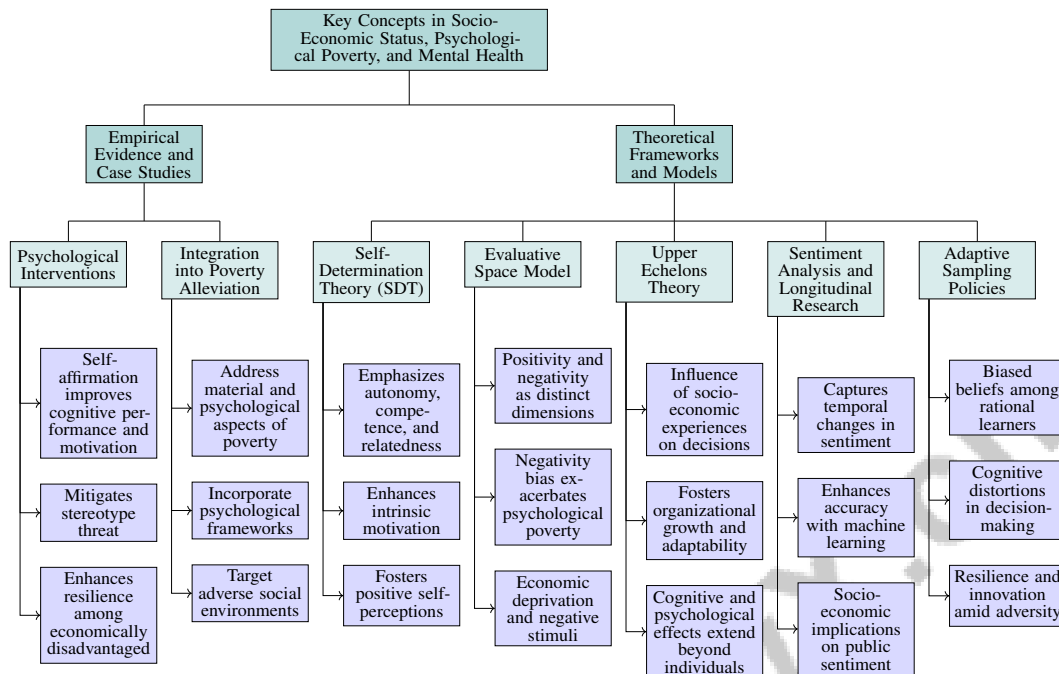 Key Concepts in Socio-
Economic Status, Psychologi-
cal Poverty, and Mental Health
Empirical
Evidence and
Case Studies
Theoretical
Frameworks
and Models
Psychological
Interventions
Integration
into Poverty
Alleviation
Self-
Determination
Theory (SDT)
Evaluative
Space Model
Upper
Echelons
Theory
Sentiment
Analysis and
Longitudinal
Research
Adaptive
Sampling
Policies
Self-
affirmation
improves
cognitive per-
formance and
motivation
Mitigates
stereotype
threat
Enhances
resilience
among
economically
disadvantaged
Address
material and
psychological
aspects of
poverty
Incorporate
psychological
frameworks
Target
adverse social
environments
Emphasizes
autonomy,
compe-
tence, and
relatedness
Enhances
intrinsic
motivation
Fosters
positive self-
perceptions
Positivity and
negativity
as distinct
dimensions
Negativity
bias ex-
acerbates
psychological
poverty
Economic
deprivation
and negative
stimuli
Influence
of socio-
economic
experiences
on decisions
Fosters
organizational
growth and
adaptability
Cognitive and
psychological
effects extend
beyond
individuals
Captures
temporal
changes in
sentiment
Enhances
accuracy
with machine
learning
Socio-
economic
implications
on public
sentiment
Biased
beliefs among
rational
learners
Cognitive
distortions
in decision-
making
Resilience and
innovation
amid adversity